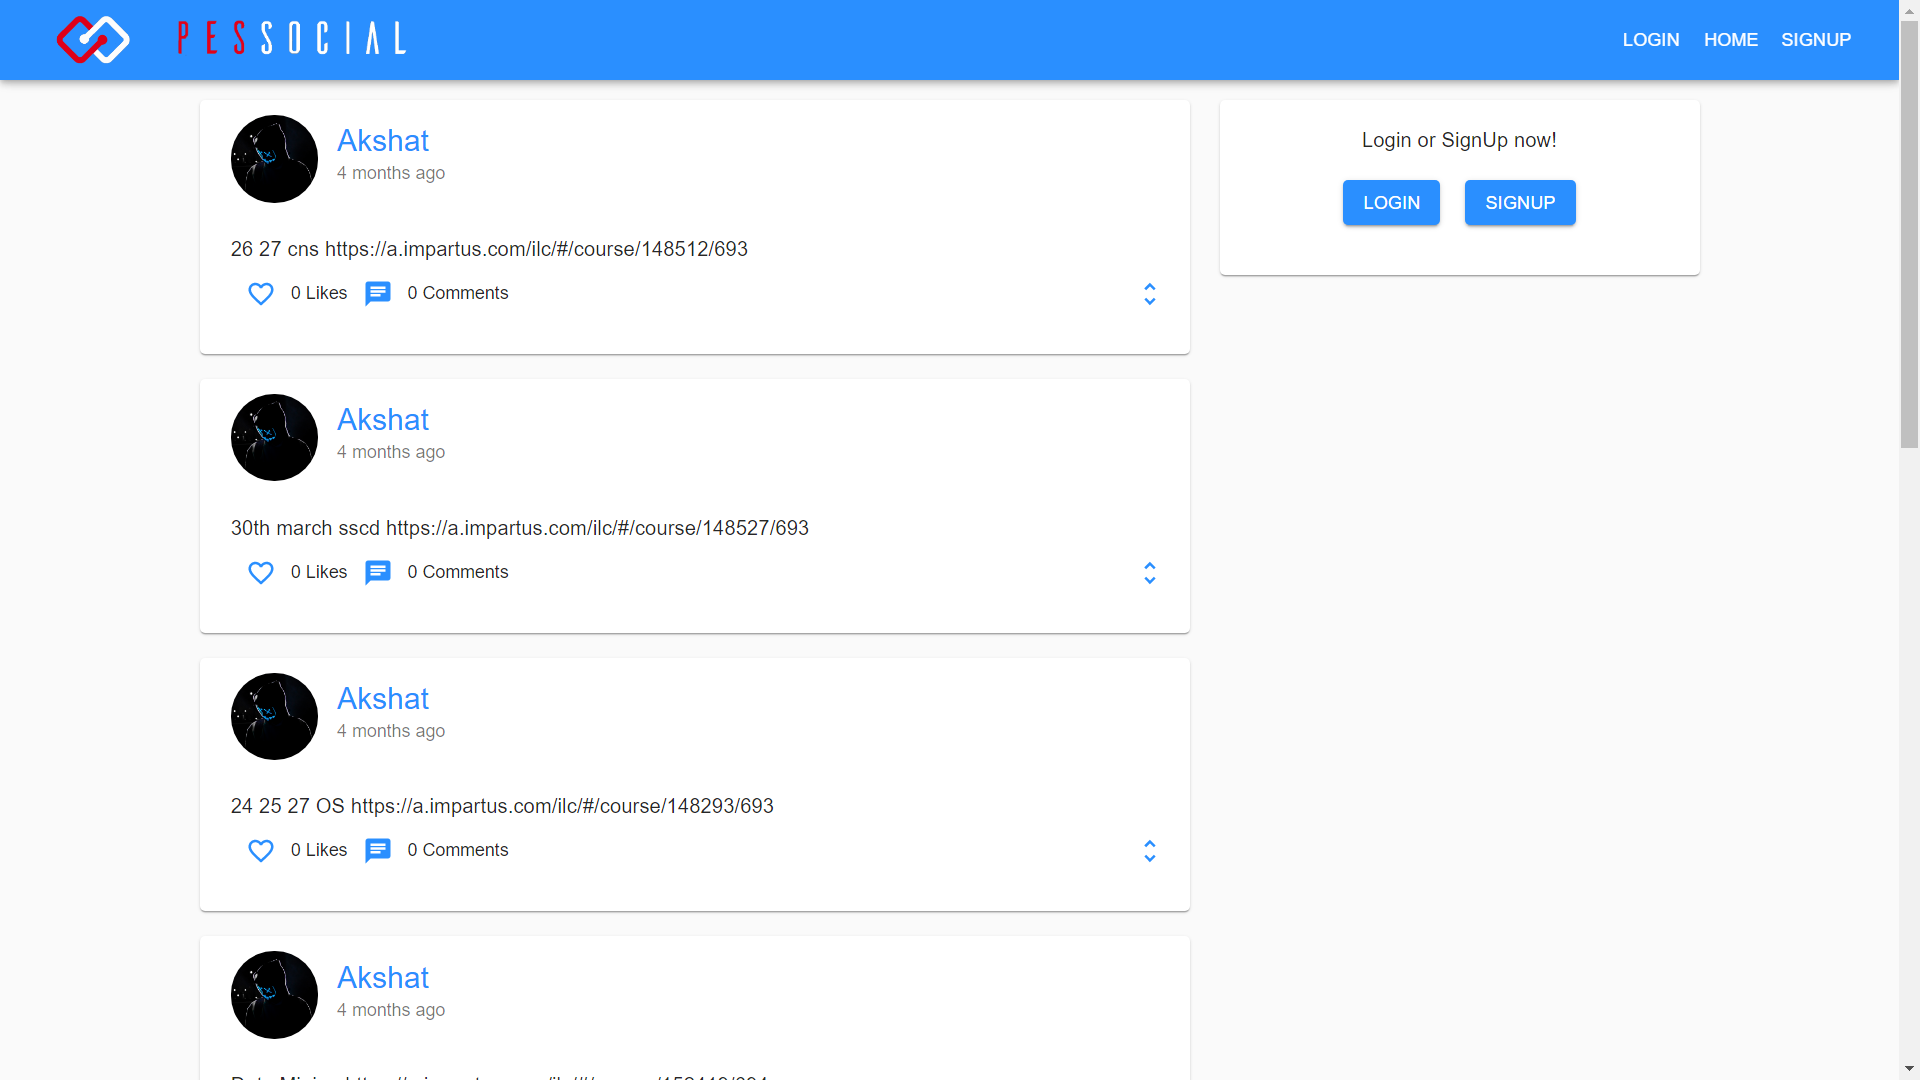 PESSOCIAL
LOGIN HOME SIGNUP
Akshat
4 months ago
26 27 cns https://a.impartus.com/ilc/#/course/148512/693
0 Likes 0 Comments
Login or SignUp now!
LOGIN SIGNUP
Akshat
4 months ago
30th march sscd https://a.impartus.com/ilc/#/course/148527/693
0 Likes 0 Comments
Akshat
4 months ago
24 25 27 OS https://a.impartus.com/ilc/#/course/148293/693
0 Likes 0 Comments
Akshat
4 months ago